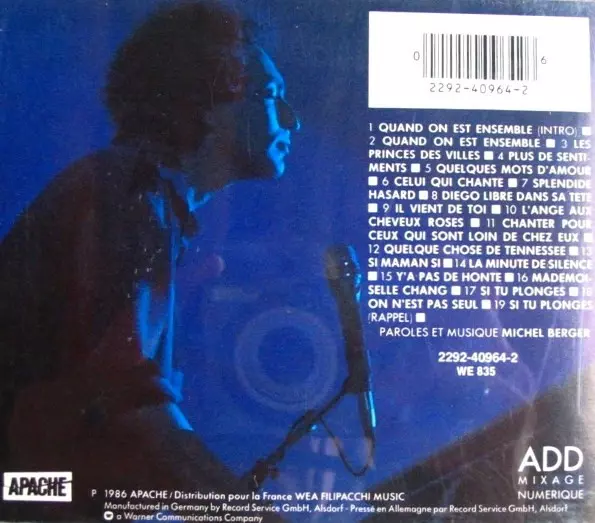 0 6
2292-40964-2
1 QUAND ON EST ENSEMBLE (INTRO) ■
2 QUAND ON EST ENSEMBLE ■ 3 LES
PRINCES DES VILLES ■ 4 PLUS DE SENTI-
MENTS ■ 5 QUELQUES MOTS D'AMOUR
■ 6 CELUI QUI CHANTE ■ 7 SPLENDIDE
HASARD ■ 8 DIEGO LIBRE DANS SA TETE
■ 9 IL VIENT DE TOI ■ 10 L'ANGE AUX
CHEVEUX ROSES ■ 11 CHANTER POUR
CEUX QUI SONT LOIN DE CHEZ EUX ■
12 QUELQUE CHOSE DE TENNESSEE ■ 13
SI MAMAN SI ■ 14 LA MINUTE DE SILENCE
■ 15 Y'A PAS DE HONTE ■ 16 MADEMOI-
SELLE CHANG ■ 17 SI TU PLONGES ■ 18
ON N'EST PAS SEUL ■ 19 SI TU PLONGES
(RAPPEL) ■
PAROLES ET MUSIQUE MICHEL BERGER
2292-40964-2
WE 835
ADD
MIXAGE
NUMERIQUE
APACHE
P 1986 APACHE / Distribution pour la France WEA FILIPACCHI MUSIC
Manufactured in Germany by Record Service GmbH, Alsdorf - Pressé en Allemagne par Record Service GmbH, Alsdorf
a Warner Communications Company